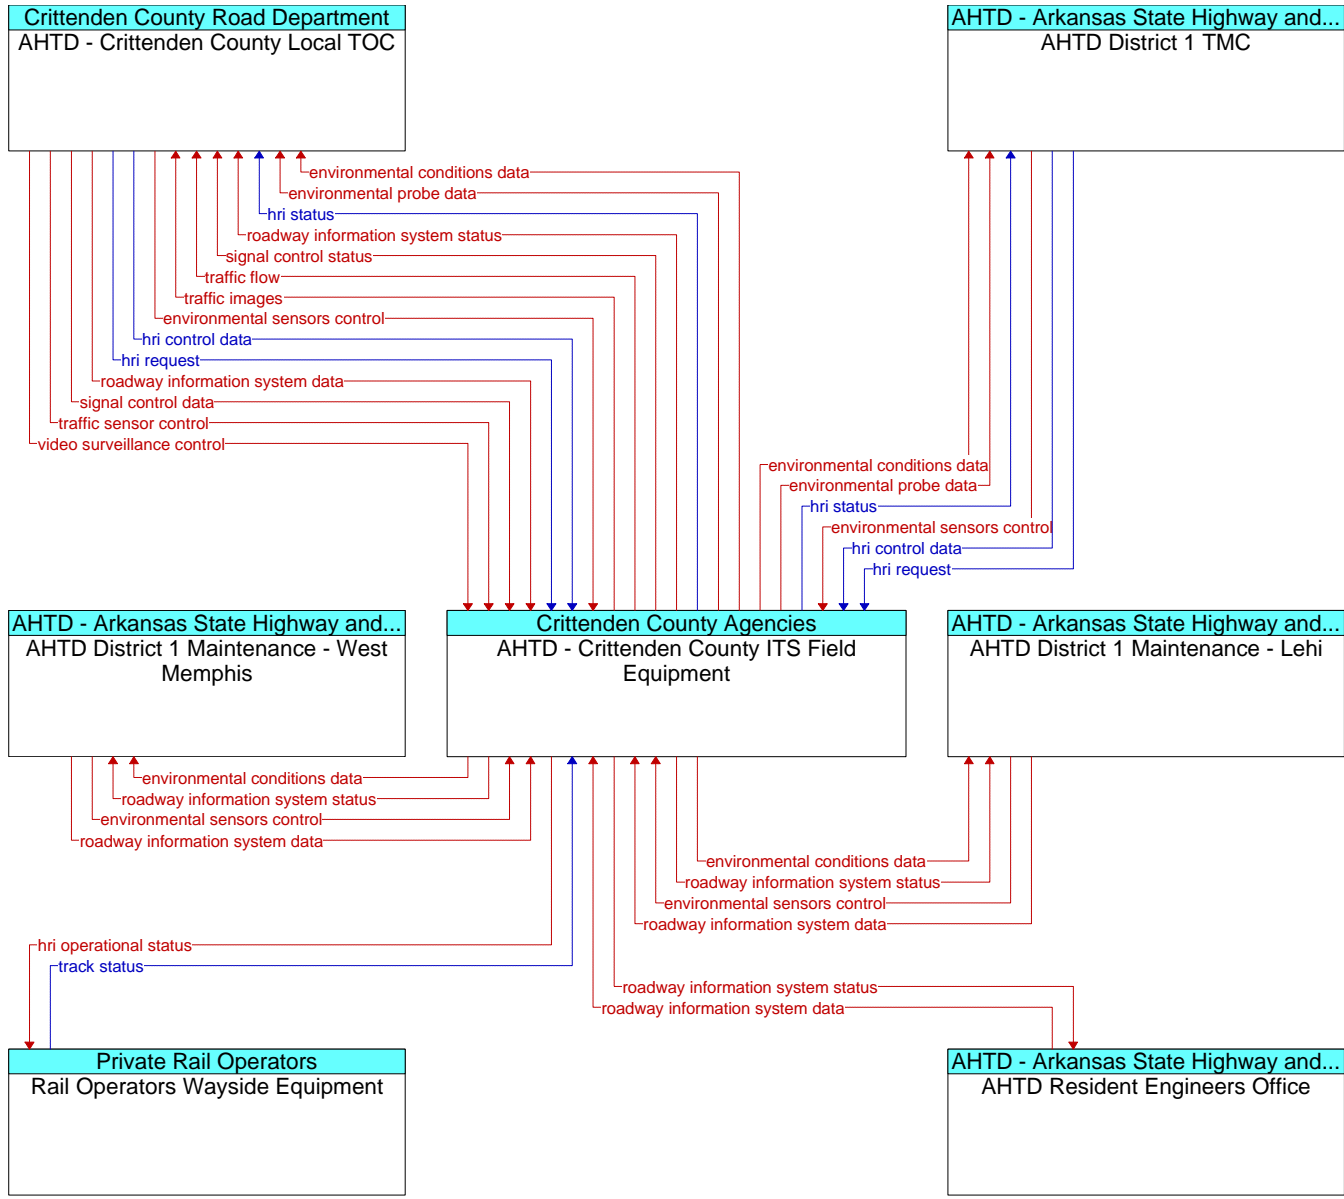 Crittenden County Road Department
AHTD - Crittenden County Local TOC
AHTD - Arkansas State Highway and...
AHTD District 1 TMC
environmental conditions data
environmental probe data
hri status
roadway information system status
signal control status
traffic flow
traffic images
environmental sensors control
hri control data
hri request
roadway information system data
signal control data
traffic sensor control
video surveillance control
environmental conditions data
environmental probe data
hri status
environmental sensors control
hri control data
hri request
AHTD - Arkansas State Highway and...
AHTD District 1 Maintenance - West
Memphis
Crittenden County Agencies
AHTD - Crittenden County ITS Field
Equipment
AHTD - Arkansas State Highway and...
AHTD District 1 Maintenance - Lehi
environmental conditions data
roadway information system status
environmental sensors control
roadway information system data
environmental conditions data
roadway information system status
environmental sensors control
roadway information system data
hri operational status
track status
roadway information system status
roadway information system data
Private Rail Operators
Rail Operators Wayside Equipment
AHTD - Arkansas State Highway and...
AHTD Resident Engineers Office